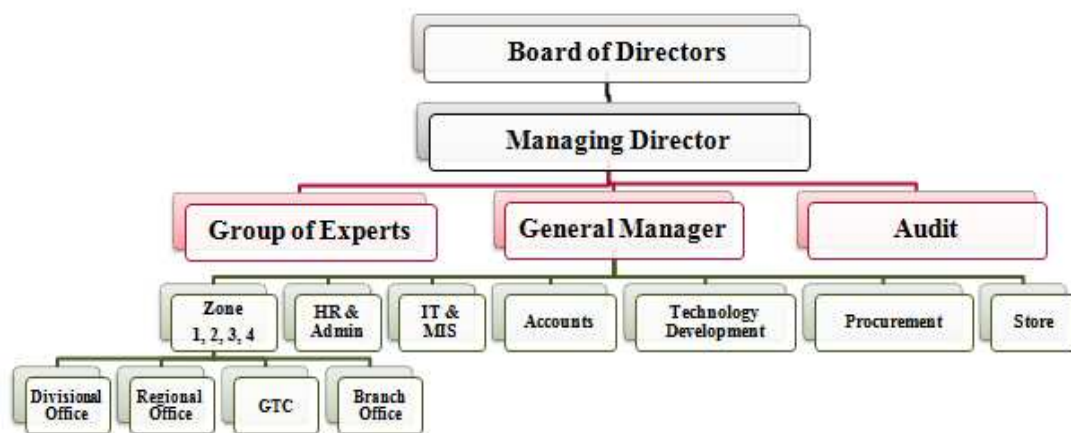 Board of Directors
Managing Director
Group of Experts
General Manager
Audit
Zone
1, 2, 3, 4
HR &
Admin
IT &
MIS
Accounts
Technology
Development
Procurement
Store
Divisional
Office
Regional
Office
GTC
Branch
Office